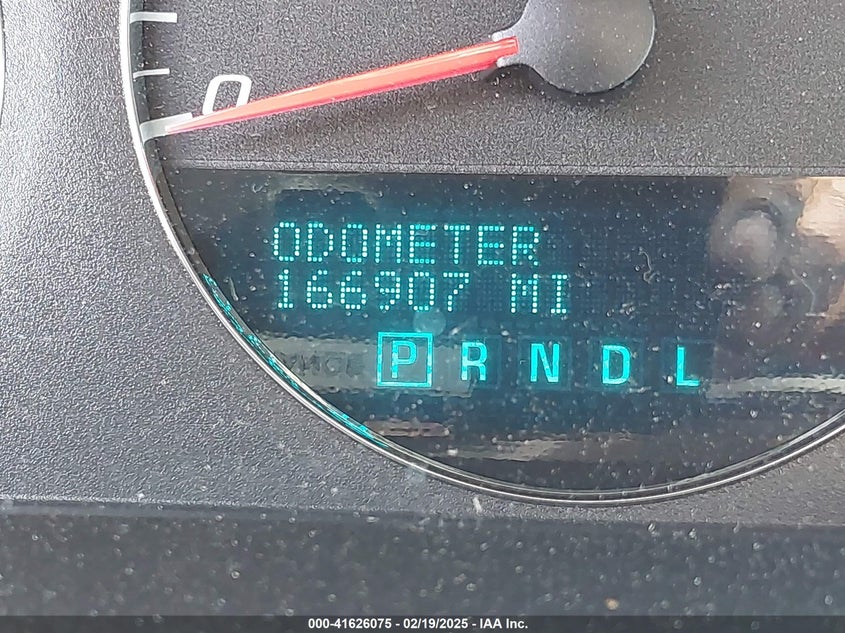 0
ODOMETER
166907 MI
P R N D L
000-41626075 - 02/19/2025 - IAA Inc.